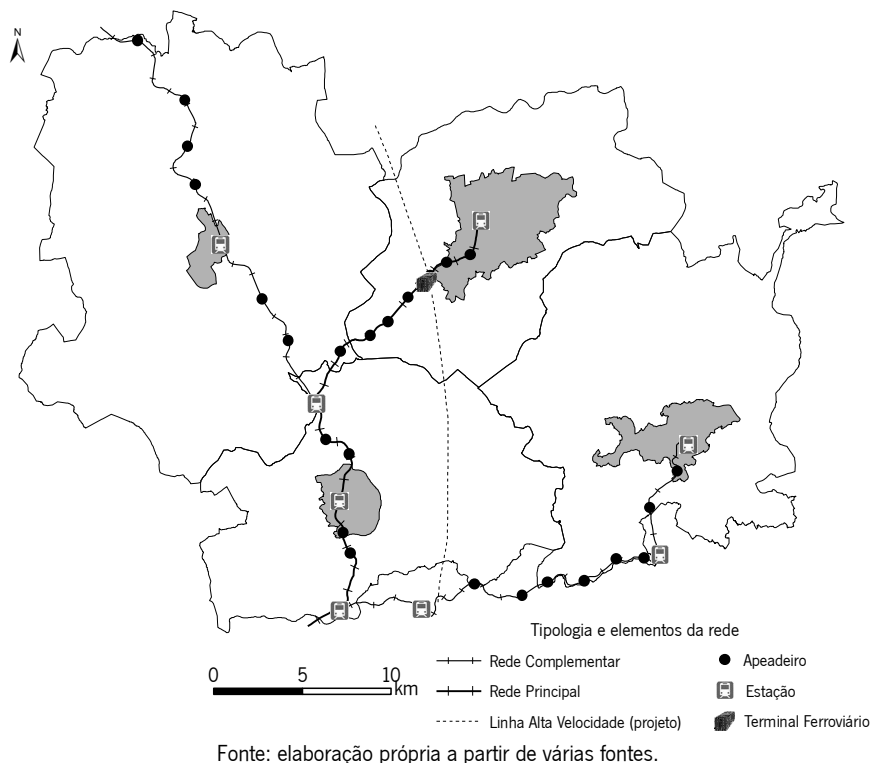 N
Tipologia e elementos da rede
Rede Complementar
Apeadeiro
0 5 10 km
Rede Principal
Estação
Linha Alta Velocidade (projeto)
Terminal Ferroviário
Fonte: elaboração própria a partir de várias fontes.